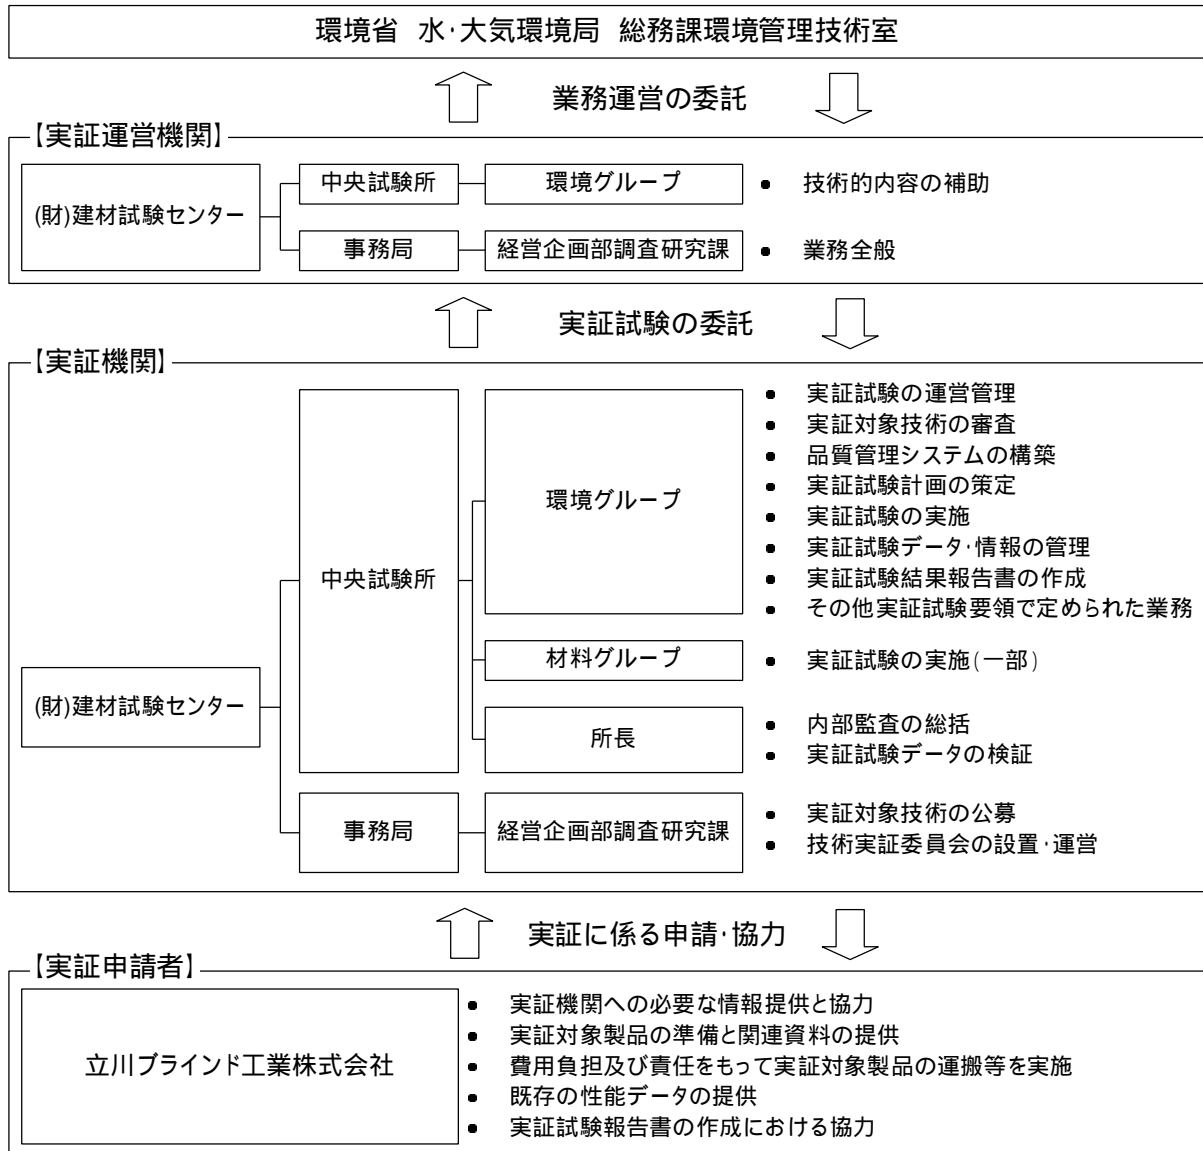 環境省 水・大気環境局 総務課環境管理技術室
業務運営の委託
【実証運営機関】
(財)建材試験センター
中央試験所
環境グループ
● 技術的内容の補助
事務局
経営企画部調査研究課
● 業務全般
実証試験の委託
【実証機関】
(財)建材試験センター
中央試験所
環境グループ
● 実証試験の運営管理
● 実証対象技術の審査
● 品質管理システムの構築
● 実証試験計画の策定
● 実証試験の実施
● 実証試験データ・情報の管理
● 実証試験結果報告書の作成
● その他実証試験要領で定められた業務
材料グループ
● 実証試験の実施(一部)
所長
● 内部監査の総括
● 実証試験データの検証
事務局
経営企画部調査研究課
● 実証対象技術の公募
● 技術実証委員会の設置・運営
実証に係る申請・協力
【実証申請者】
立川ブラインド工業株式会社
● 実証機関への必要な情報提供と協力
● 実証対象製品の準備と関連資料の提供
● 費用負担及び責任をもって実証対象製品の運搬等を実施
● 既存の性能データの提供
● 実証試験報告書の作成における協力